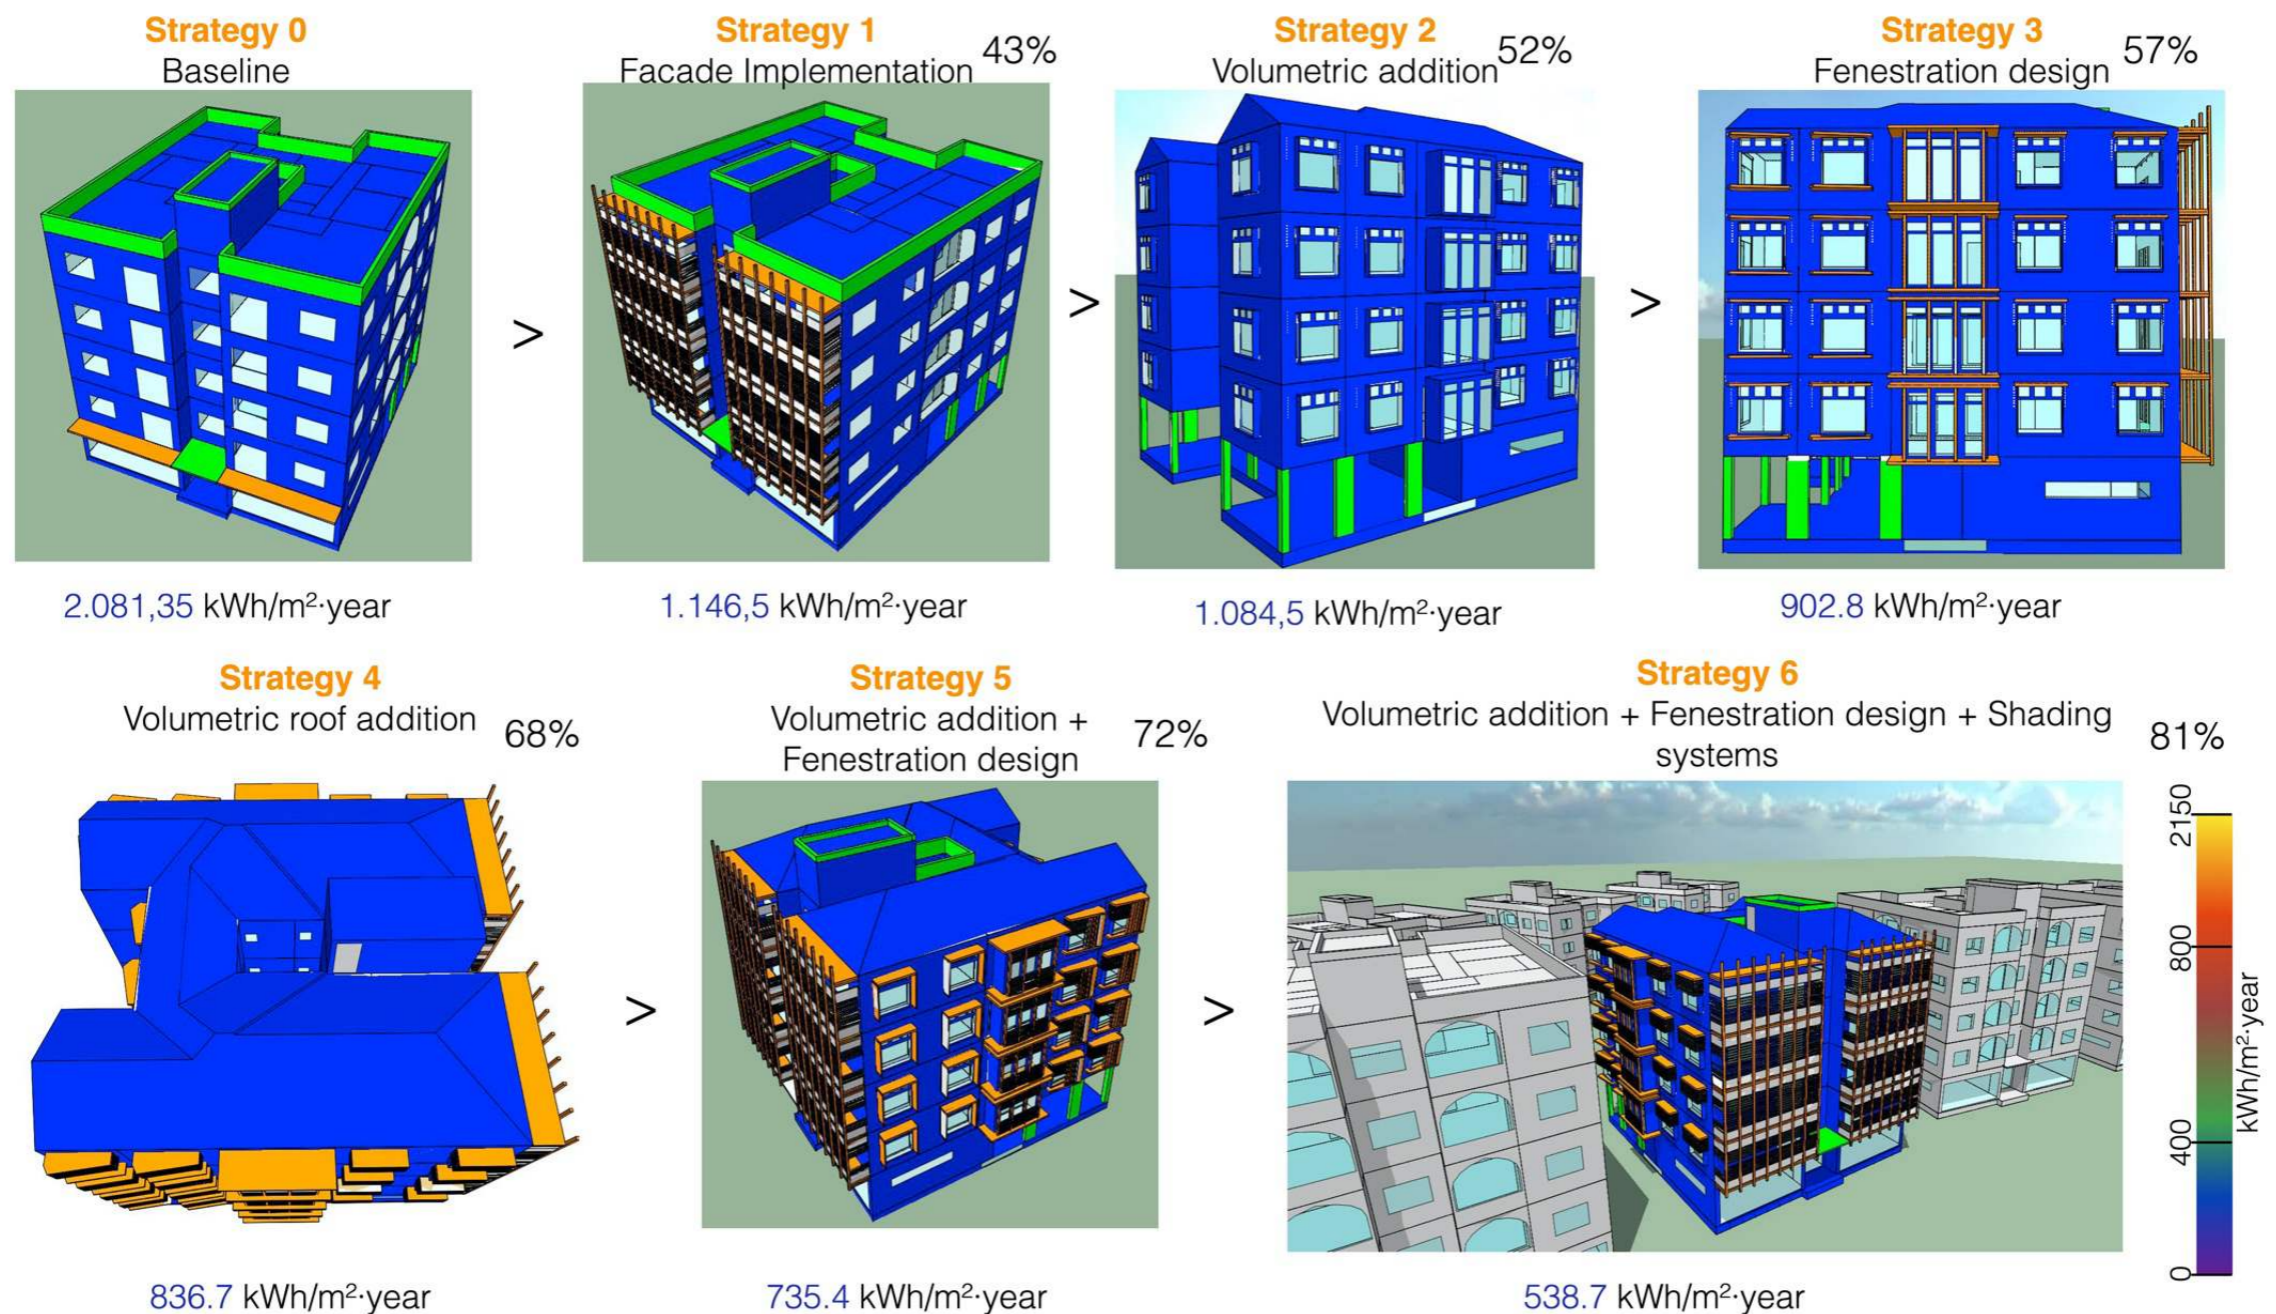 Strategy 0
Baseline
Strategy 1
Facade Implementation 43%
Strategy 2
Volumetric addition 52%
Strategy 3
Fenestration design 57%
>
>
>
2.081,35 kWh/m²·year
1.146,5 kWh/m²·year
1.084,5 kWh/m²·year
902.8 kWh/m²·year
Strategy 4
Volumetric roof addition 68%
Strategy 5
Volumetric addition +
Fenestration design
72%
Strategy 6
Volumetric addition + Fenestration design + Shading
systems
81%
>
>
2150
800
400
0
kWh/m²·year
836.7 kWh/m²·year
735.4 kWh/m²·year
538.7 kWh/m²·year